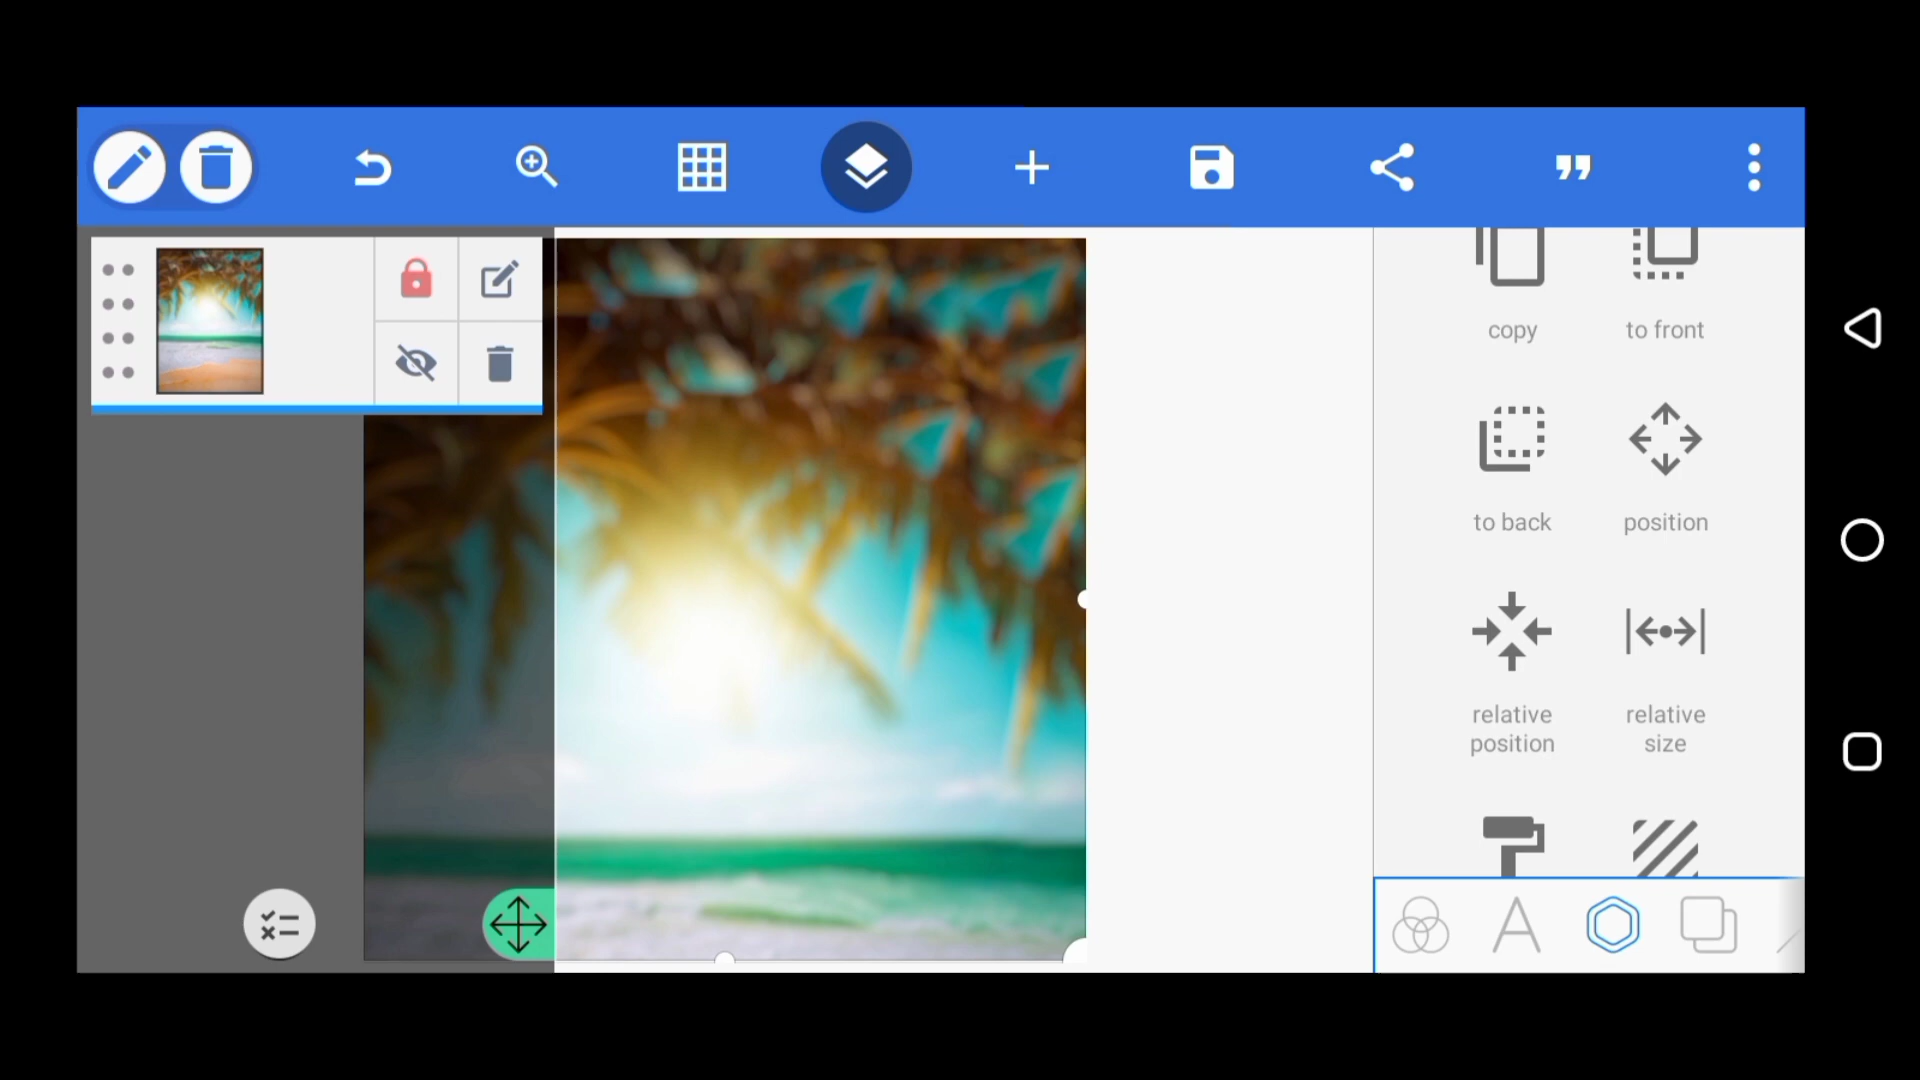 copy
to front
to back
position
relative
position
relative
size